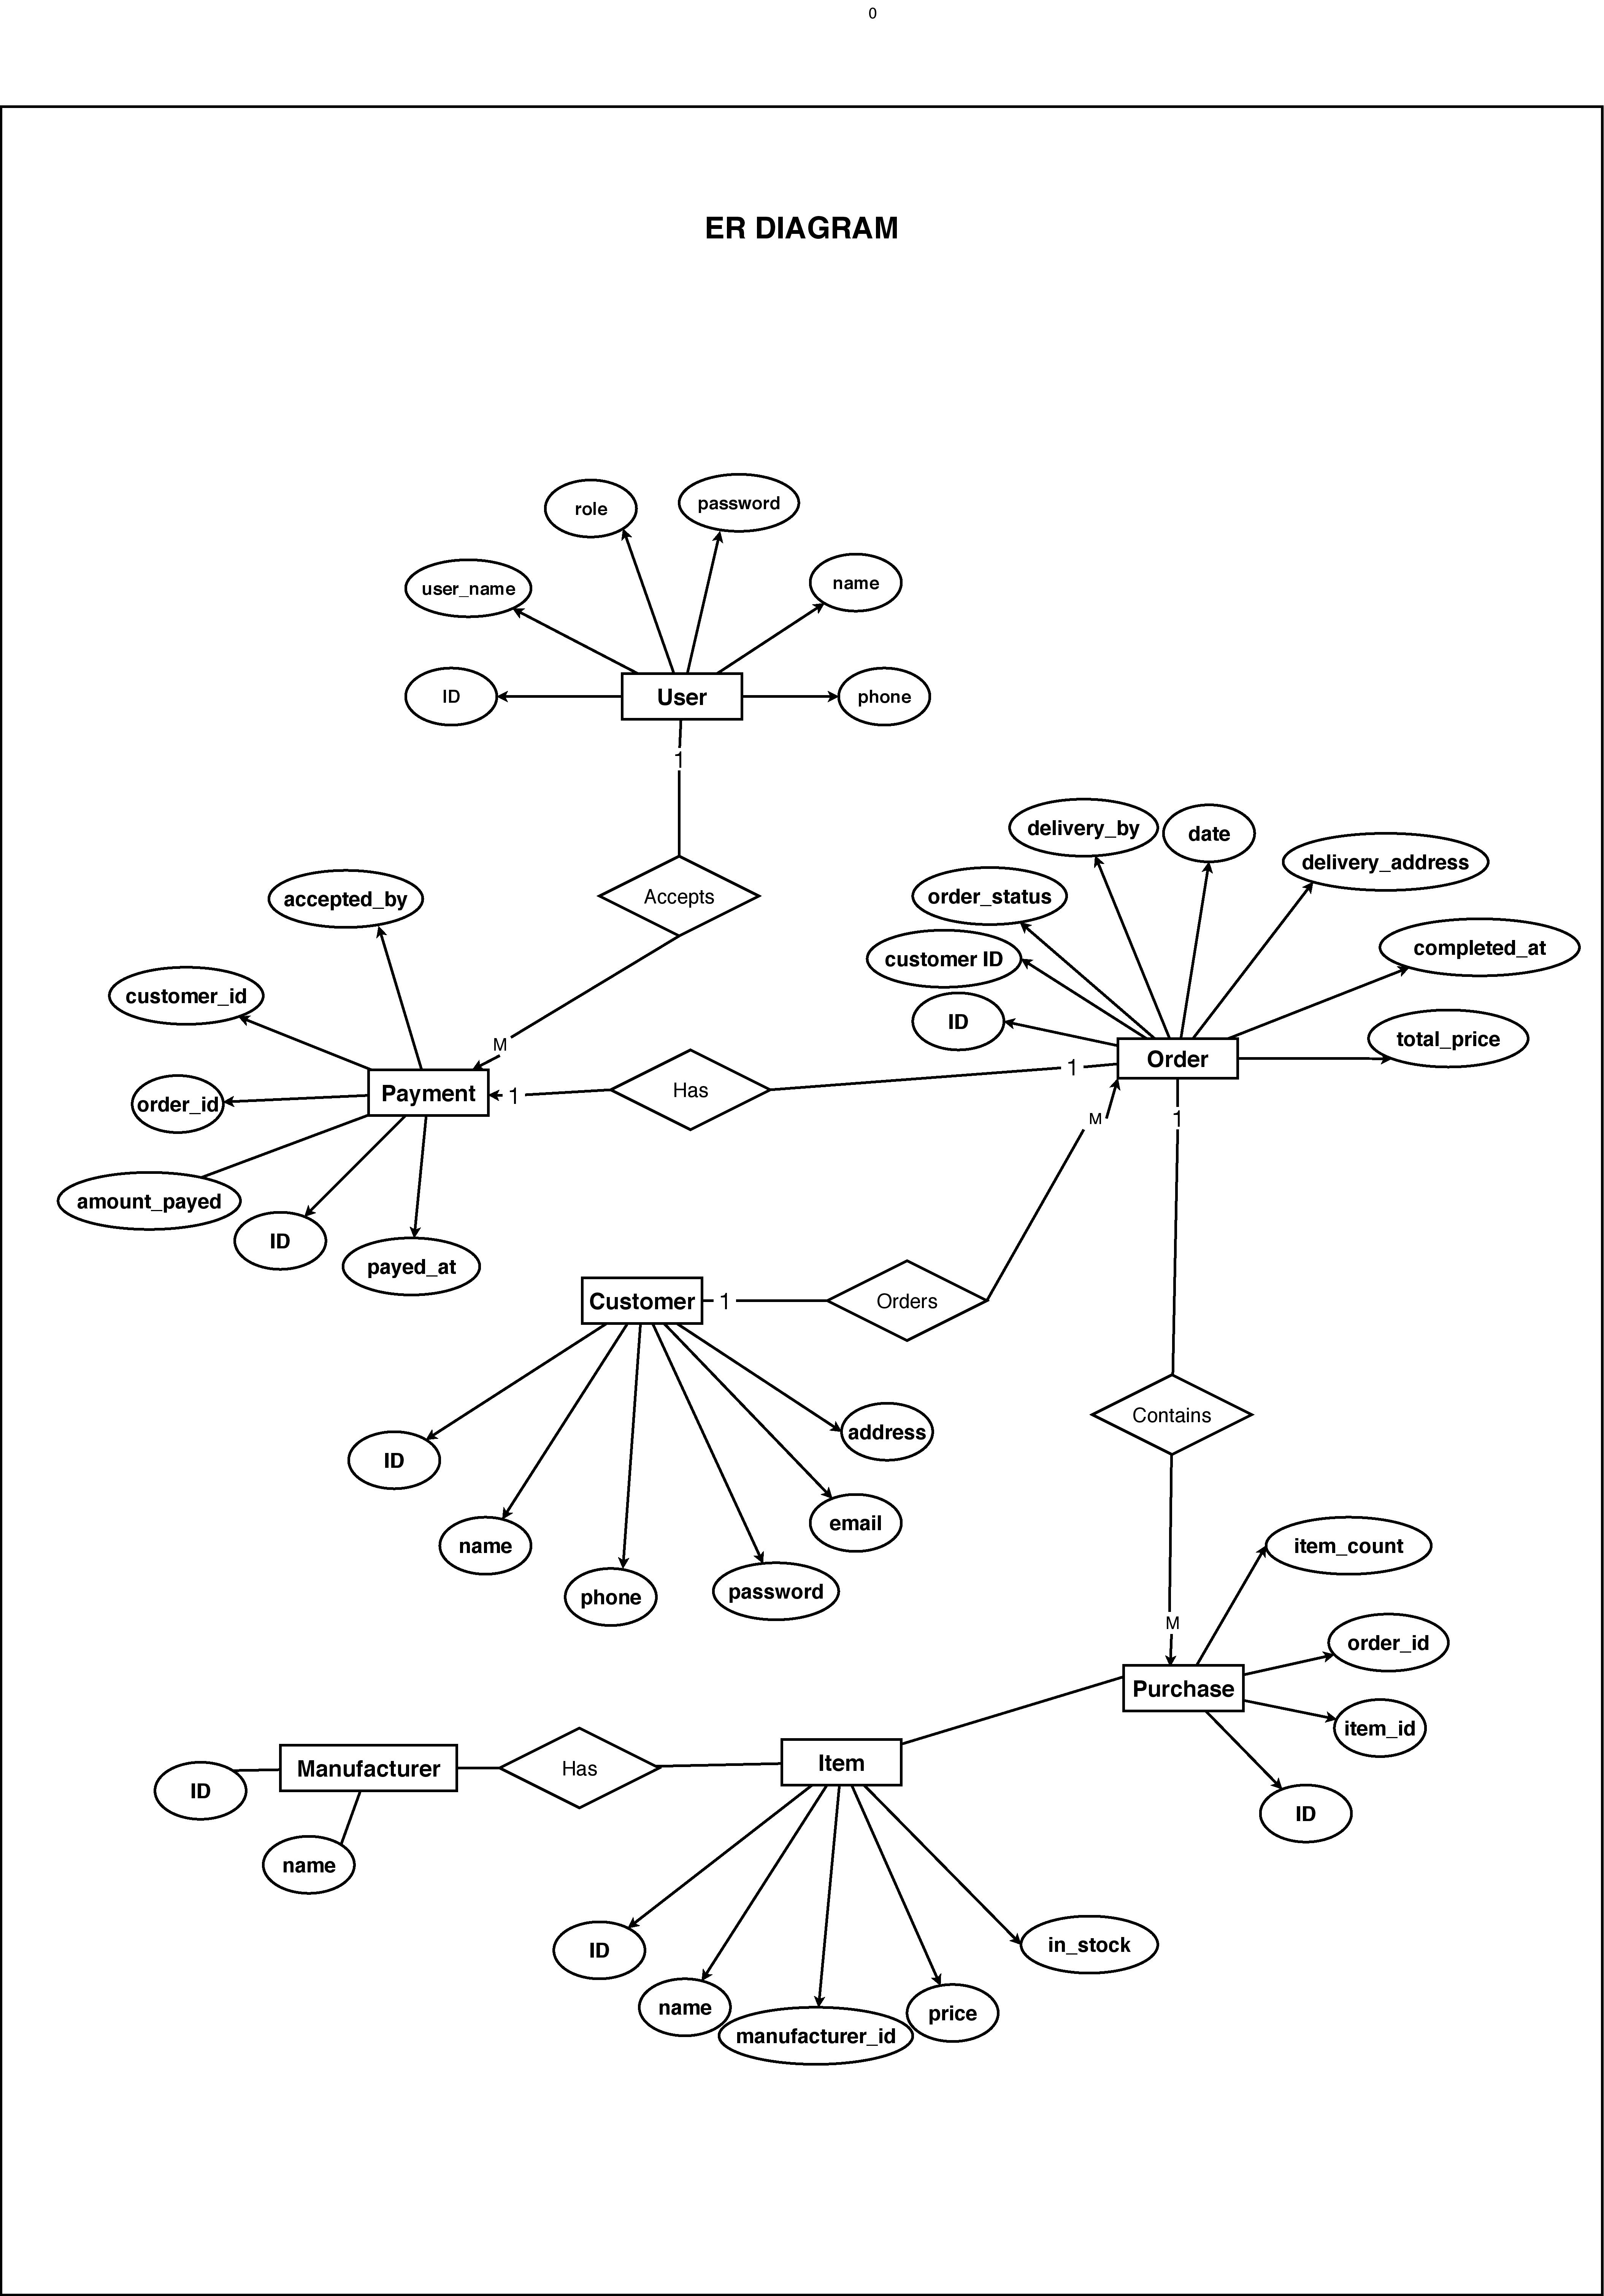 0
ER DIAGRAM
role
password
user_name
name
ID
User
phone
1
Accepts
delivery_by
date
delivery_address
order_status
accepted_by
customer ID
completed_at
customer_id
ID
total_price
M
Order
Payment
1
Has
1
order_id
M
1
amount_payed
ID
payed_at
Customer
1
Orders
Contains
address
ID
email
name
phone
password
item_count
M
order_id
Purchase
item_id
Manufacturer
Has
Item
ID
ID
name
ID
in_stock
name
manufacturer_id
price